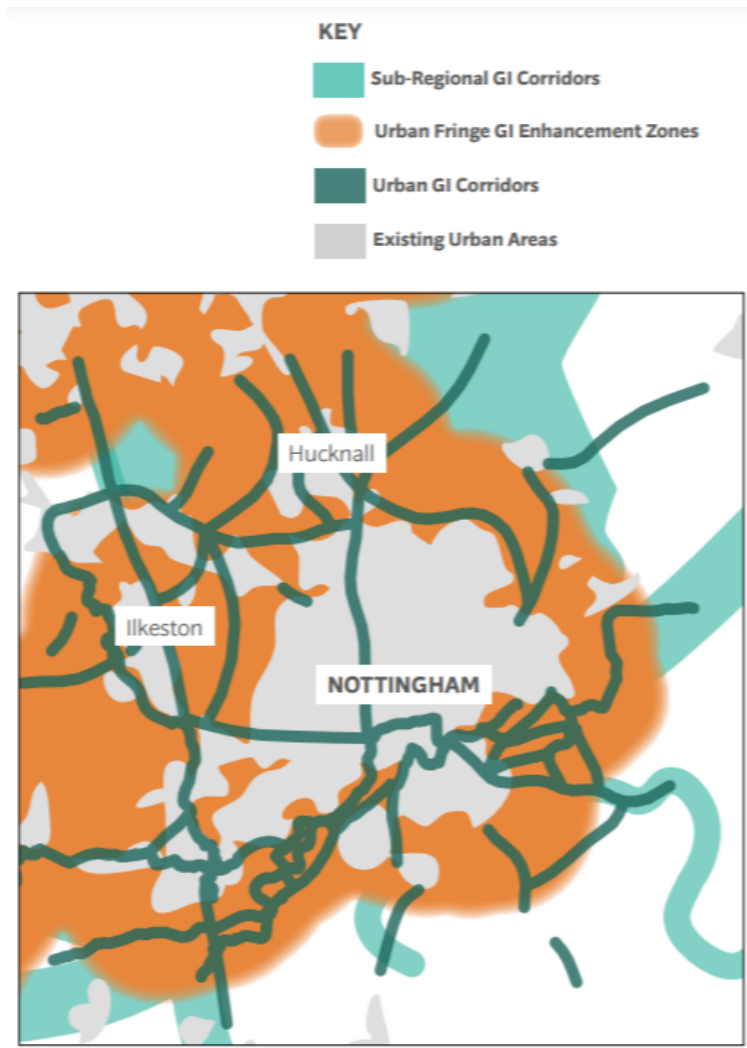 KEY
Sub-Regional GI Corridors
Urban Fringe GI Enhancement Zones
Urban GI Corridors
Existing Urban Areas
Hucknall
Ilkeston
NOTTINGHAM